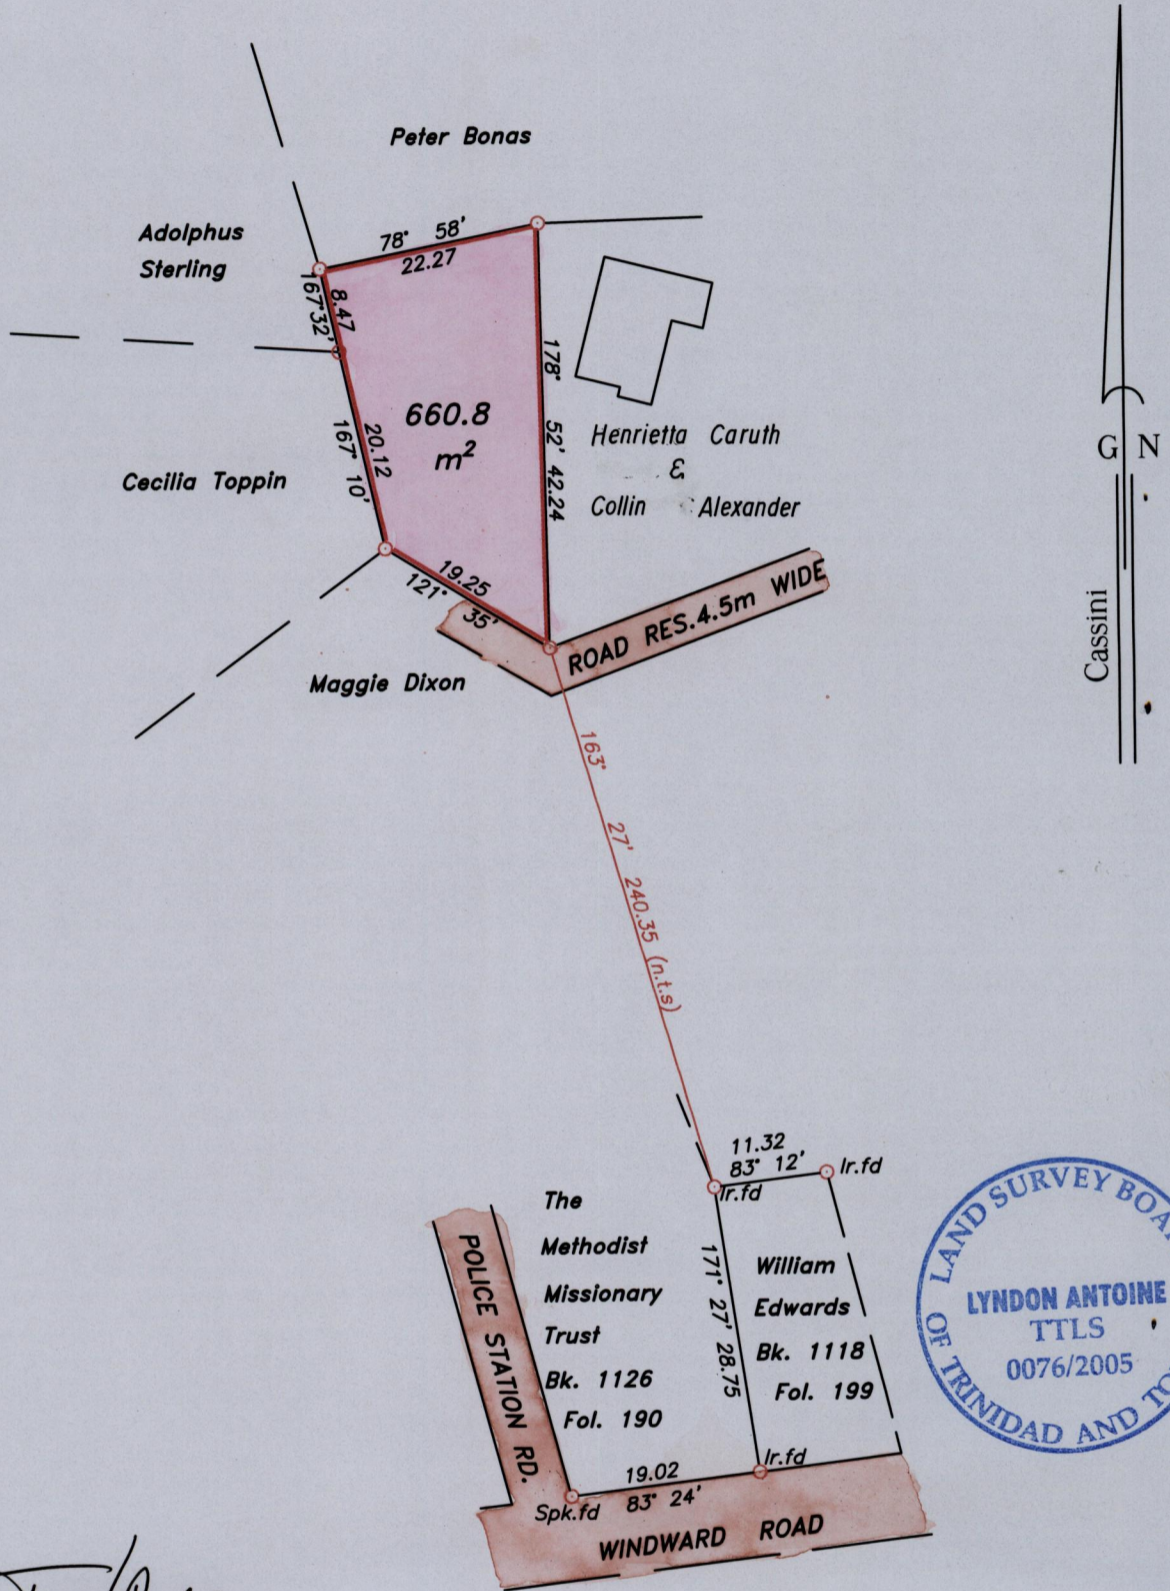 Peter Bonas
Adolphus
Sterling
78° 58'
22.27
167°32'
8.47
660.8
m²
178° 52' 42.24
Henrietta Caruth
&
Collin Alexander
G N
Cassini
Cecilia Toppin
20.12
167° 10'
19.25
121° 35'
ROAD RES.4.5m WIDE
Maggie Dixon
163° 27' 240.35 (n.t.s)
11.32
83° 12'
Ir.fd
Ir.fd
The
Methodist
Missionary
Trust
Bk. 1126
Fol. 190
171° 27' 28.75
William
Edwards
Bk. 1118
Fol. 199
POLICE STATION RD.
Ir.fd
19.02
83° 24'
Spk.fd
WINDWARD ROAD
LAND SURVEY BOA
OF TRINIDAD AND TO
LYNDON ANTOINE
TTLS
0076/2005